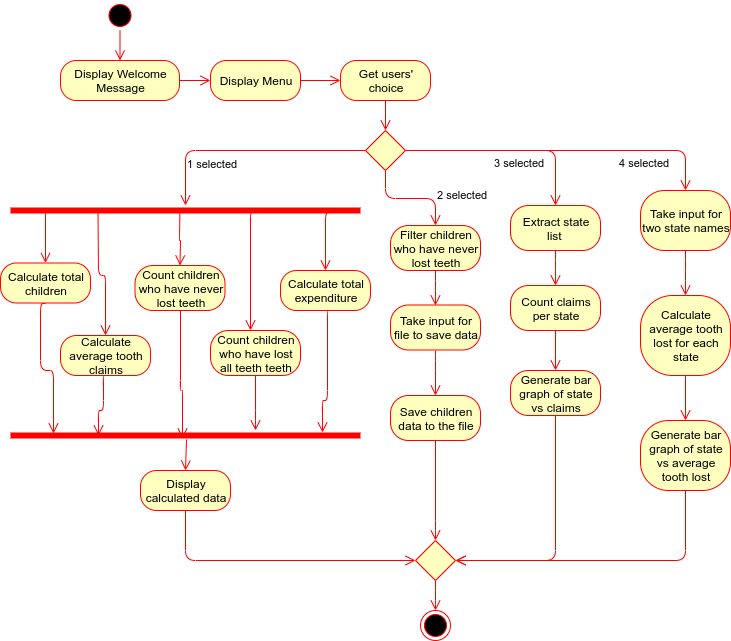 Display Welcome
Message
Display Menu
Get users'
choice
1 selected
2 selected
3 selected
4 selected
Calculate total
children
Calculate
average tooth
claims
Count children
who have never
lost teeth
Count children
who have lost
all teeth teeth
Calculate total
expenditure
Display
calculated data
Filter children
who have never
lost teeth
Take input for
file to save data
Save children
data to the file
Extract state
list
Count claims
per state
Generate bar
graph of state
vs claims
Take input for
two state names
Calculate
average tooth
lost for each
state
Generate bar
graph of state
vs average
tooth lost